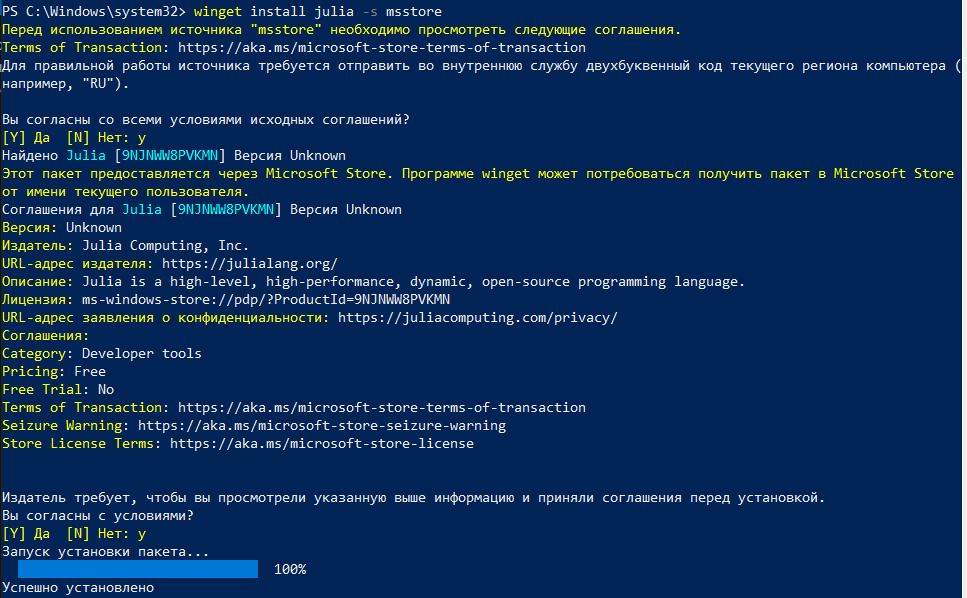 PS C:\Windows\system32> winget install julia -s msstore
Перед использованием источника "msstore" необходимо просмотреть следующие соглашения.
Terms of Transaction: https://aka.ms/microsoft-store-terms-of-transaction
Для правильной работы источника требуется отправить во внутреннюю службу двухбуквенный код текущего региона компьютера (
например, "RU").
Вы согласны со всеми условиями исходных соглашений?
[Y] Да  [N] Нет: y
Найдено Julia [9NJNWW8PVKMN] Версия Unknown
Этот пакет предоставляется через Microsoft Store. Программе winget может потребоваться получить пакет в Microsoft Store
от имени текущего пользователя.
Соглашения для Julia [9NJNWW8PVKMN] Версия Unknown
Версия: Unknown
Издатель: Julia Computing, Inc.
URL-адрес издателя: https://julialang.org/
Описание: Julia is a high-level, high-performance, dynamic, open-source programming language.
Лицензия: ms-windows-store://pdp/?ProductId=9NJNWW8PVKMN
URL-адрес заявления о конфиденциальности: https://juliacomputing.com/privacy/
Соглашения:
Category: Developer tools
Pricing: Free
Free Trial: No
Terms of Transaction: https://aka.ms/microsoft-store-terms-of-transaction
Seizure Warning: https://aka.ms/microsoft-store-seizure-warning
Store License Terms: https://aka.ms/microsoft-store-license
Издатель требует, чтобы вы просмотрели указанную выше информацию и приняли соглашения перед установкой.
Вы согласны с условиями?
[Y] Да  [N] Нет: y
Запуск установки пакета...
100%
Успешно установлено